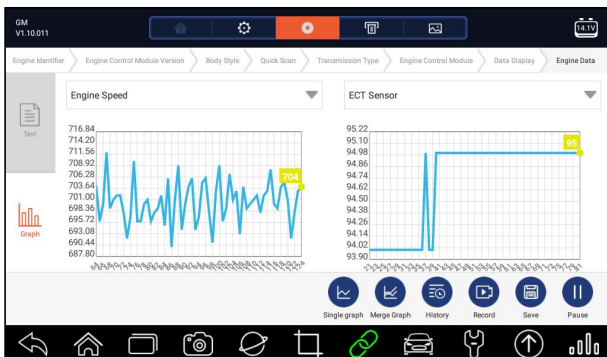 GM
V1.10.011
14.1V
Engine Identifier Engine Control Module Version Body Style Quick Scan Transmission Type Engine Control Module Data Display Engine Data
Text
Graph
Engine Speed
ECT Sensor
716.84
714.20
711.56
708.92
706.28
703.64
701.00
698.36
695.72
693.08
690.44
687.80
704
95.22
95.10
94.98
94.86
94.74
94.62
94.50
94.38
94.26
94.14
94.02
93.90
95
Single graph Merge Graph History Record Save Pause